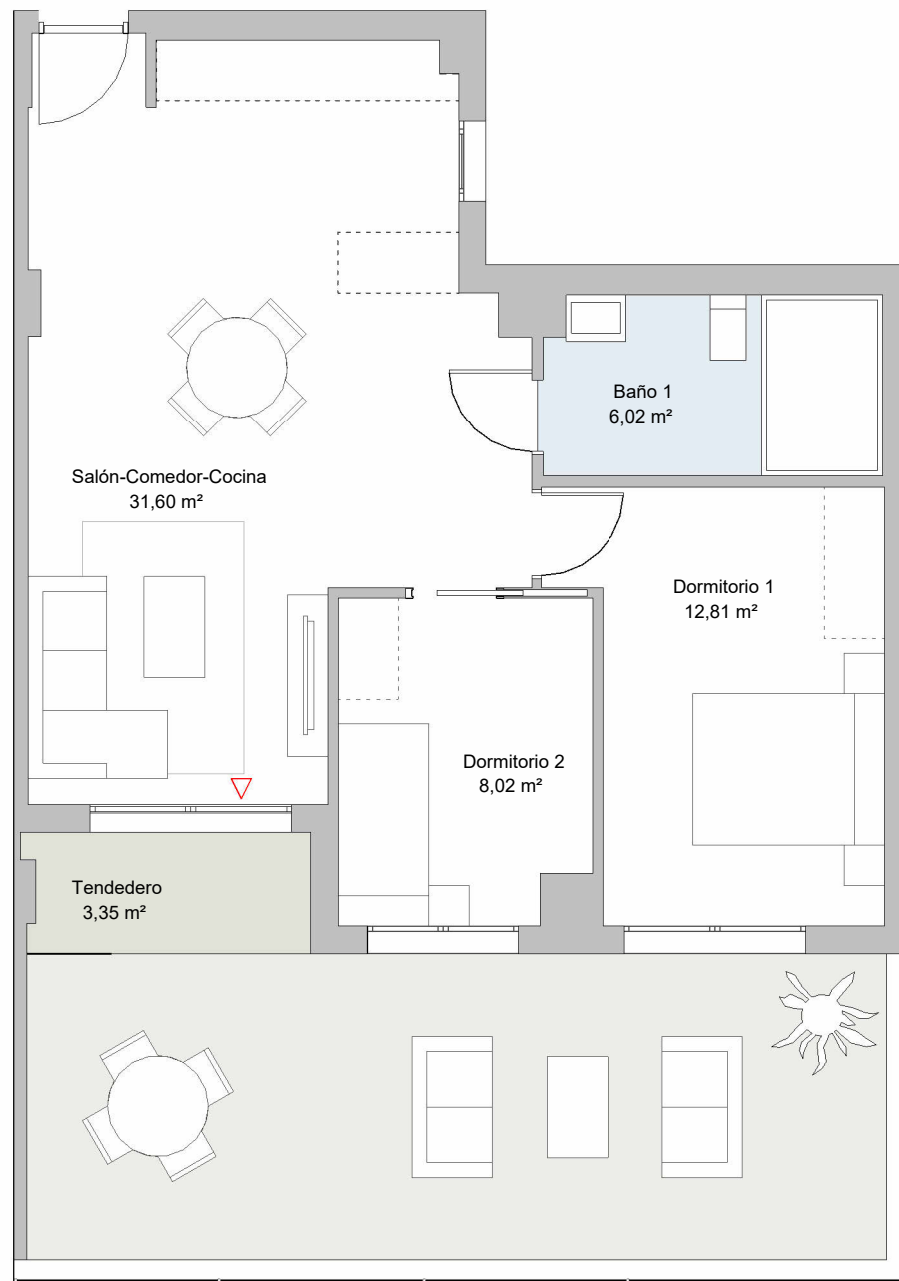 Baño 1
6,02 m²
Salón-Comedor-Cocina
31,60 m²
Dormitorio 1
12,81 m²
Dormitorio 2
8,02 m²
Tendedero
3,35 m²